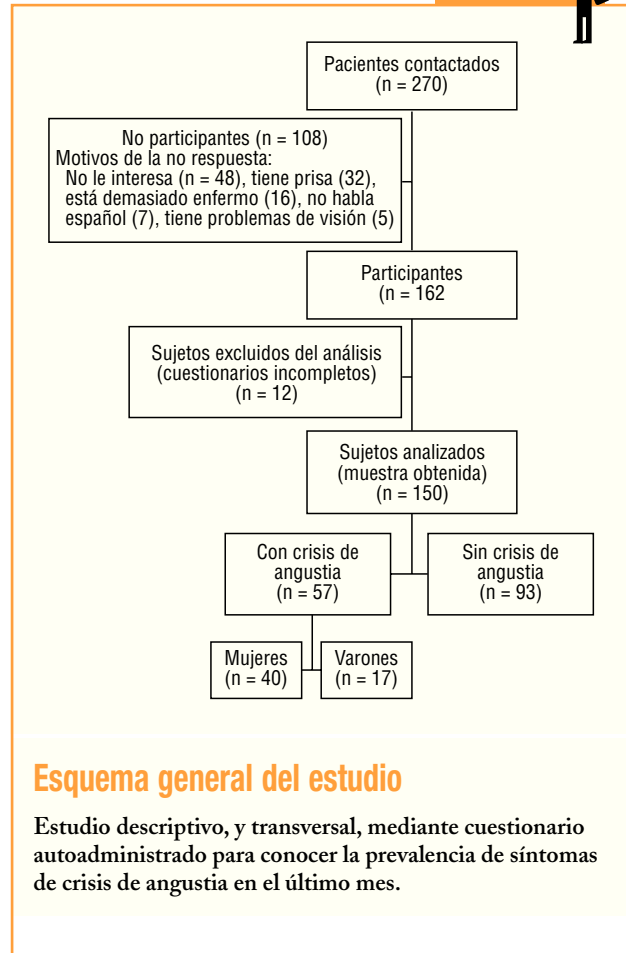 Pacientes contactados
(n = 270)
No participantes (n = 108)
Motivos de la no respuesta:
No le interesa (n = 48), tiene prisa (32),
está demasiado enfermo (16), no habla
español (7), tiene problemas de visión (5)
Participantes
(n = 162
Sujetos excluidos del análisis
(cuestionarios incompletos)
(n = 12)
Sujetos analizados
(muestra obtenida)
(n = 150)
Con crisis de
angustia
(n = 57)
Sin crisis de
angustia
(n = 93)
Mujeres
(n = 40)
Varones
(n = 17)
Esquema general del estudio
Estudio descriptivo, y transversal, mediante cuestionario
autoadministrado para conocer la prevalencia de síntomas
de crisis de angustia en el último mes.